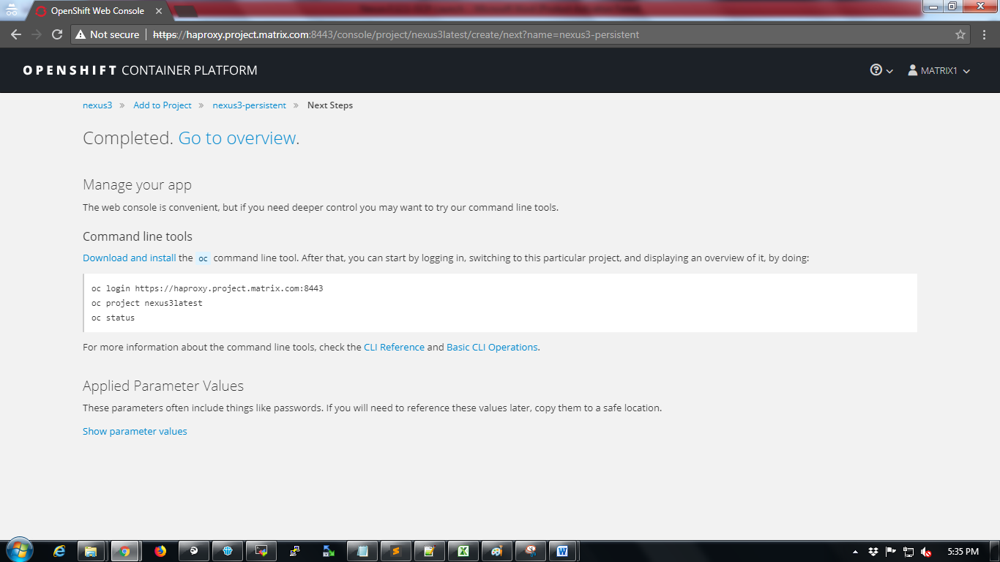 OpenShift Web Console
Not secure | https://haproxy.project.matrix.com:8443/console/project/nexus3latest/create/next?name=nexus3-persistent
OPENSHIFT CONTAINER PLATFORM
MATRIX1
nexus3 » Add to Project » nexus3-persistent » Next Steps
Completed. Go to overview.
Manage your app
The web console is convenient, but if you need deeper control you may want to try our command line tools.
Command line tools
Download and install the oc command line tool. After that, you can start by logging in, switching to this particular project, and displaying an overview of it, by doing:
oc login https://haproxy.project.matrix.com:8443
oc project nexus3latest
oc status
For more information about the command line tools, check the CLI Reference and Basic CLI Operations.
Applied Parameter Values
These parameters often include things like passwords. If you will need to reference these values later, copy them to a safe location.
Show parameter values
5:35 PM